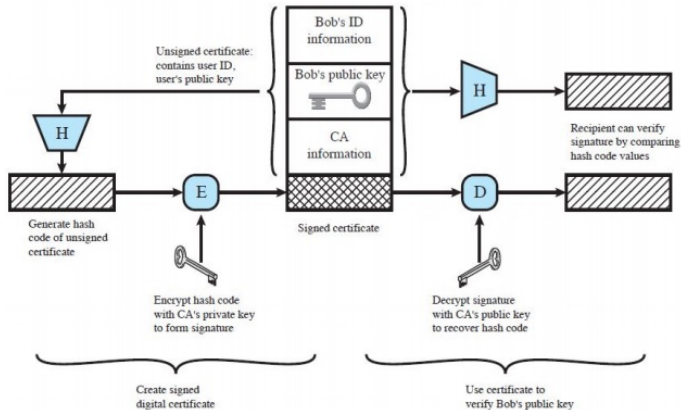 Unsigned certificate:
contains user ID,
user's public key
Bob's ID
information
Bob's public key
CA
information
H
H
Recipient can verify
signature by comparing
hash code values
E
D
Generate hash
code of unsigned
certificate
Signed certificate
Encrypt hash code
with CA's private key
to form signature
Decrypt signature
with CA's public key
to recover hash code
Create signed
digital certificate
Use certificate to
verify Bob's public key